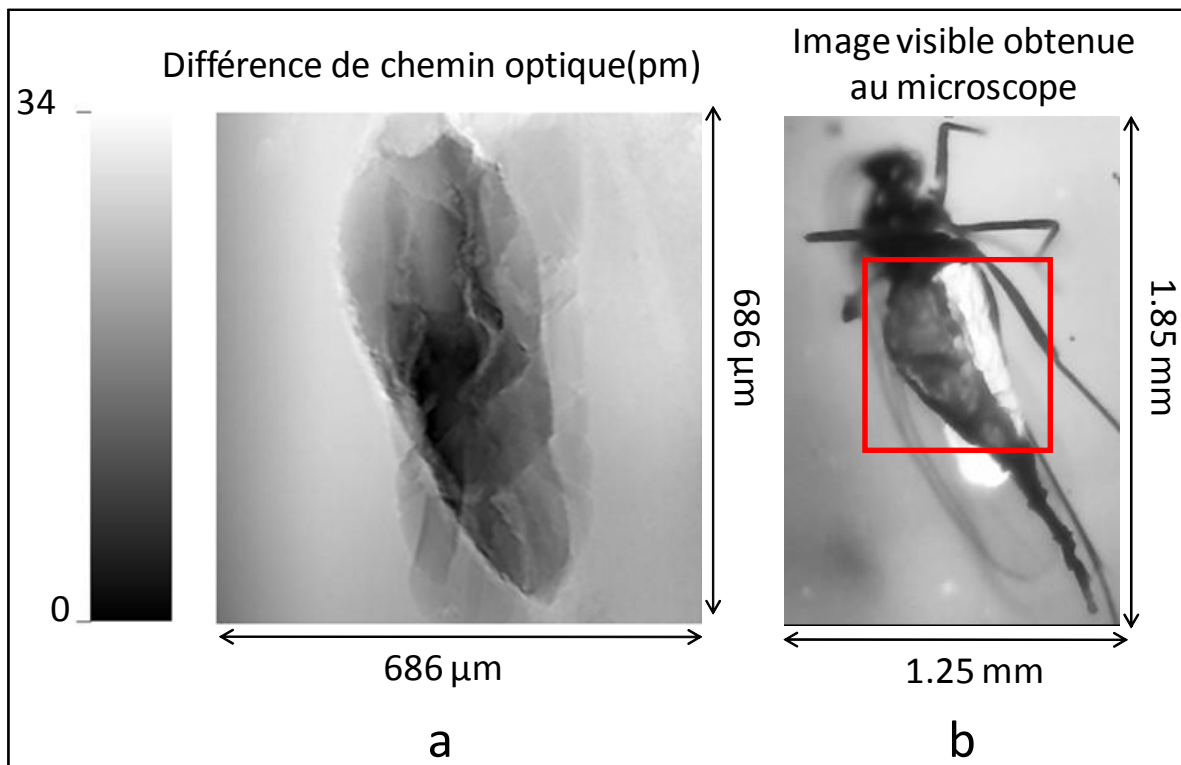 Différence de chemin optique(pm)
Image visible obtenue
au microscope
34
0
686 µm
686 µm
1.85 mm
1.25 mm
a
b